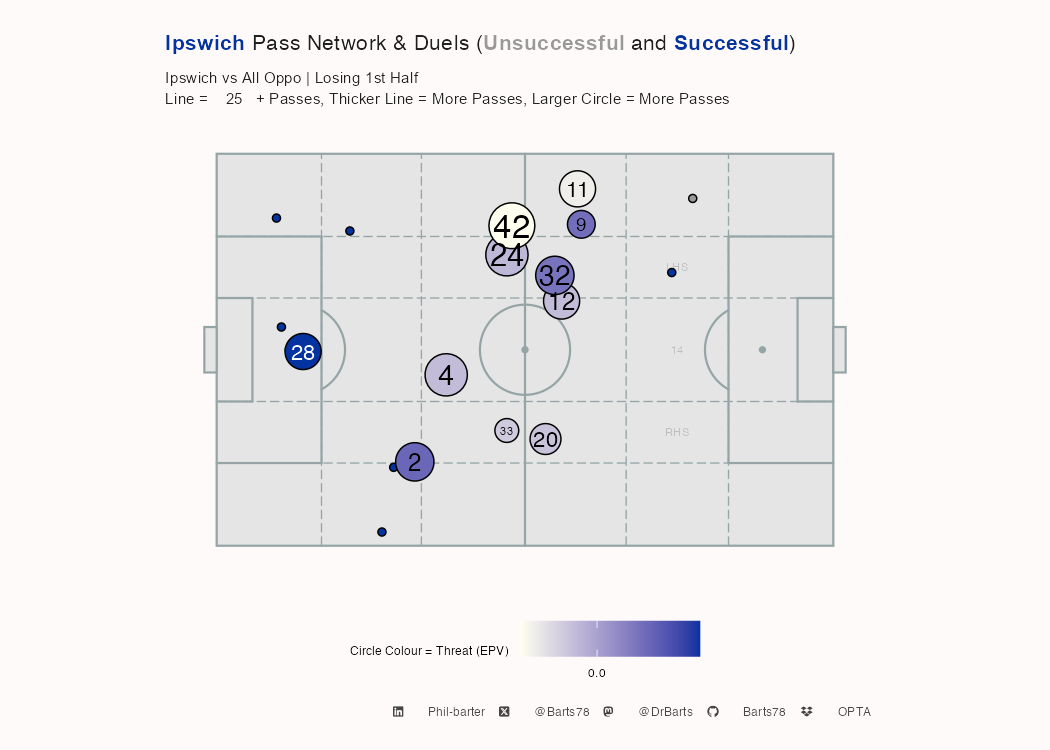 Ipswich Pass Network & Duels (Unsuccessful and Successful)
Ipswich vs All Oppo | Losing 1st Half
Line = 25 + Passes, Thicker Line = More Passes, Larger Circle = More Passes
11
42
9
24
LHS
32
12
28
14
4
33
20
RHS
2
Circle Colour = Threat (EPV)
0.0
Phil-barter @Barts78 @DrBarts Barts78 OPTA